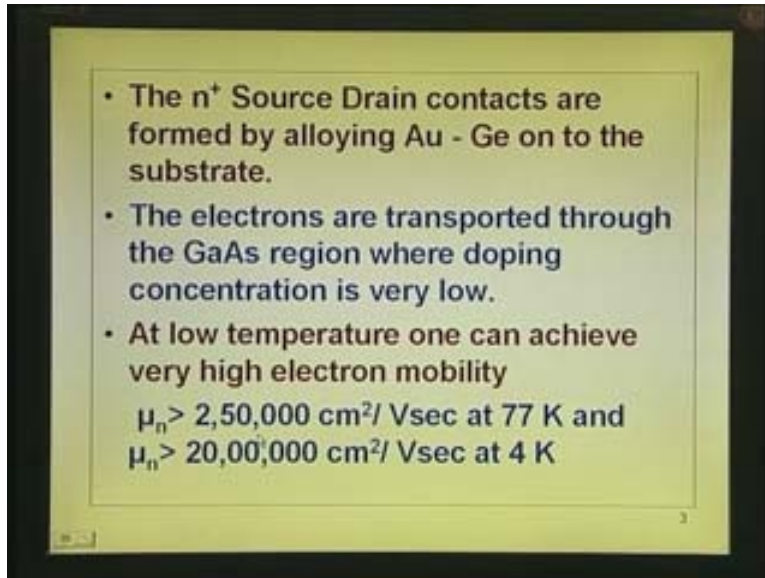 • The n⁺ Source Drain contacts are
formed by alloying Au - Ge on to the
substrate.
• The electrons are transported through
the GaAs region where doping
concentration is very low.
• At low temperature one can achieve
very high electron mobility
μₙ> 2,50,000 cm²/ Vsec at 77 K and
μₙ> 20,00,000 cm²/ Vsec at 4 K
3